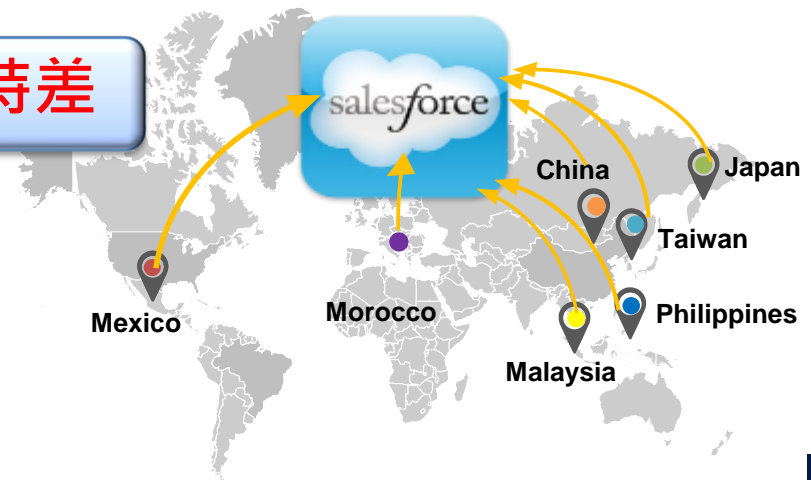 時差
salesforce
China
Japan
Taiwan
Mexico
Morocco
Philippines
Malaysia